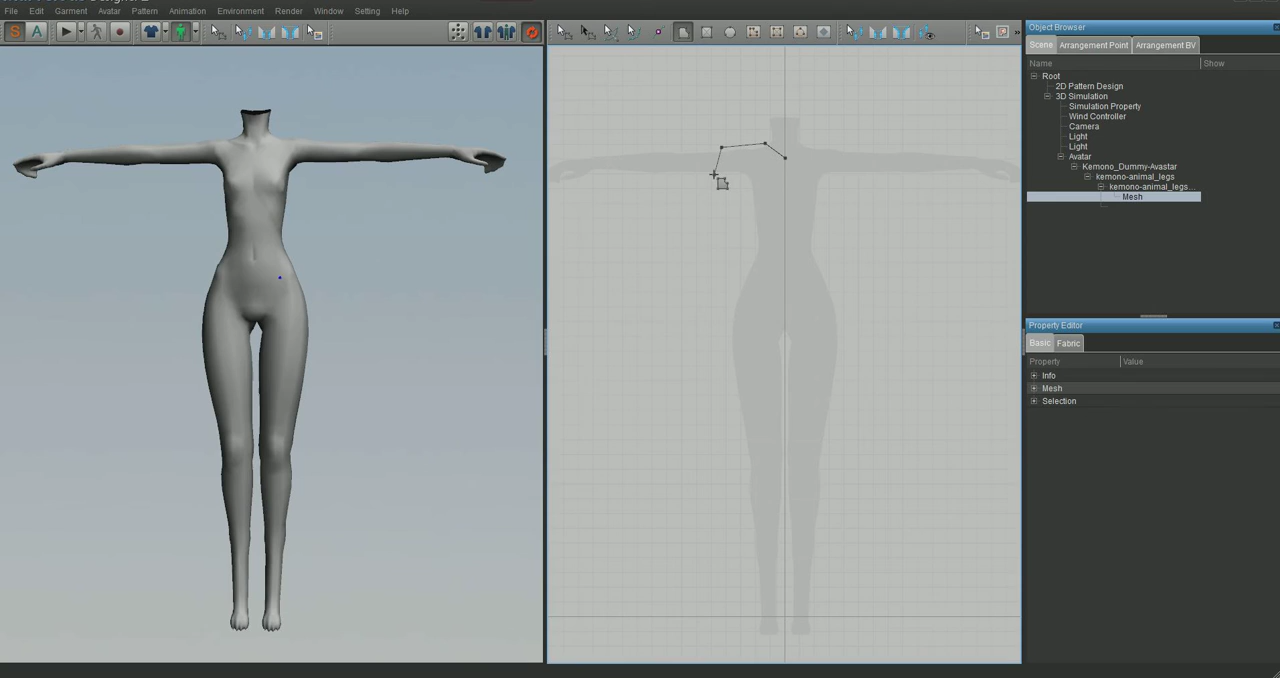 File Edit Garment Avatar Pattern Animation Environment Render Window Setting Help
S A
Object Browser
Scene Arrangement Point Arrangement BV
Name Show
Root
2D Pattern Design
3D Simulation
Simulation Property
Wind Controller
Camera
Light
Light
Avatar
Kemono_Dummy-Avastar
kemono-animal_legs
kemono-animal_legs...
Mesh
Property Editor
Basic Fabric
Property Value
Info
Mesh
Selection